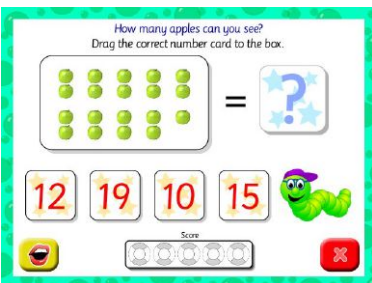 How many apples can you see?
Drag the correct number card to the box.
= ?
12 19 10 15
Score